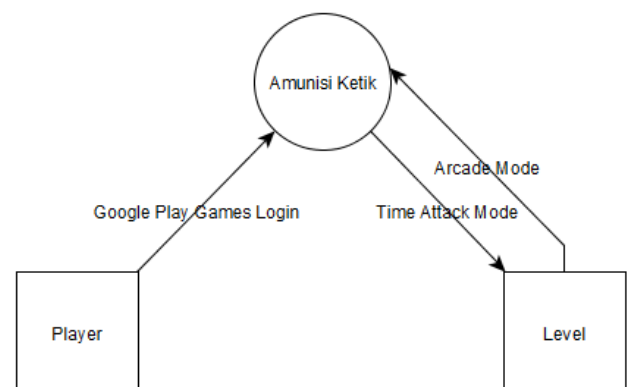 Amunisi Ketik
Arcade Mode
Google Play Games Login
Time Attack Mode
Player
Level